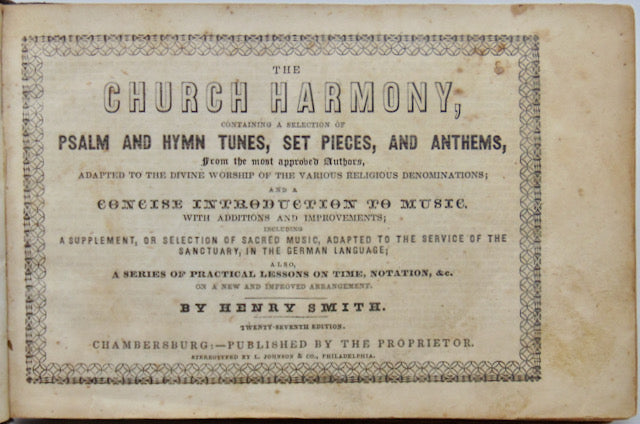 THE
CHURCH HARMONY,
CONTAINING A SELECTION OF
PSALM AND HYMN TUNES, SET PIECES, AND ANTHEMS,
From the most approved Authors,
ADAPTED TO THE DIVINE WORSHIP OF THE VARIOUS RELIGIOUS DENOMINATIONS;
AND A
CONCISE INTRODUCTION TO MUSIC,
WITH ADDITIONS AND IMPROVEMENTS;
INCLUDING
A SUPPLEMENT, OR SELECTION OF SACRED MUSIC, ADAPTED TO THE SERVICE OF THE
SANCTUARY, IN THE GERMAN LANGUAGE;
ALSO,
A SERIES OF PRACTICAL LESSONS ON TIME, NOTATION, &c.
ON A NEW AND IMPROVED ARRANGEMENT.
BY HENRY SMITH.
TWENTY-SEVENTH EDITION.
CHAMBERSBURG:—PUBLISHED BY THE PROPRIETOR.
STEREOTYPED BY L. JOHNSON & CO., PHILADELPHIA.